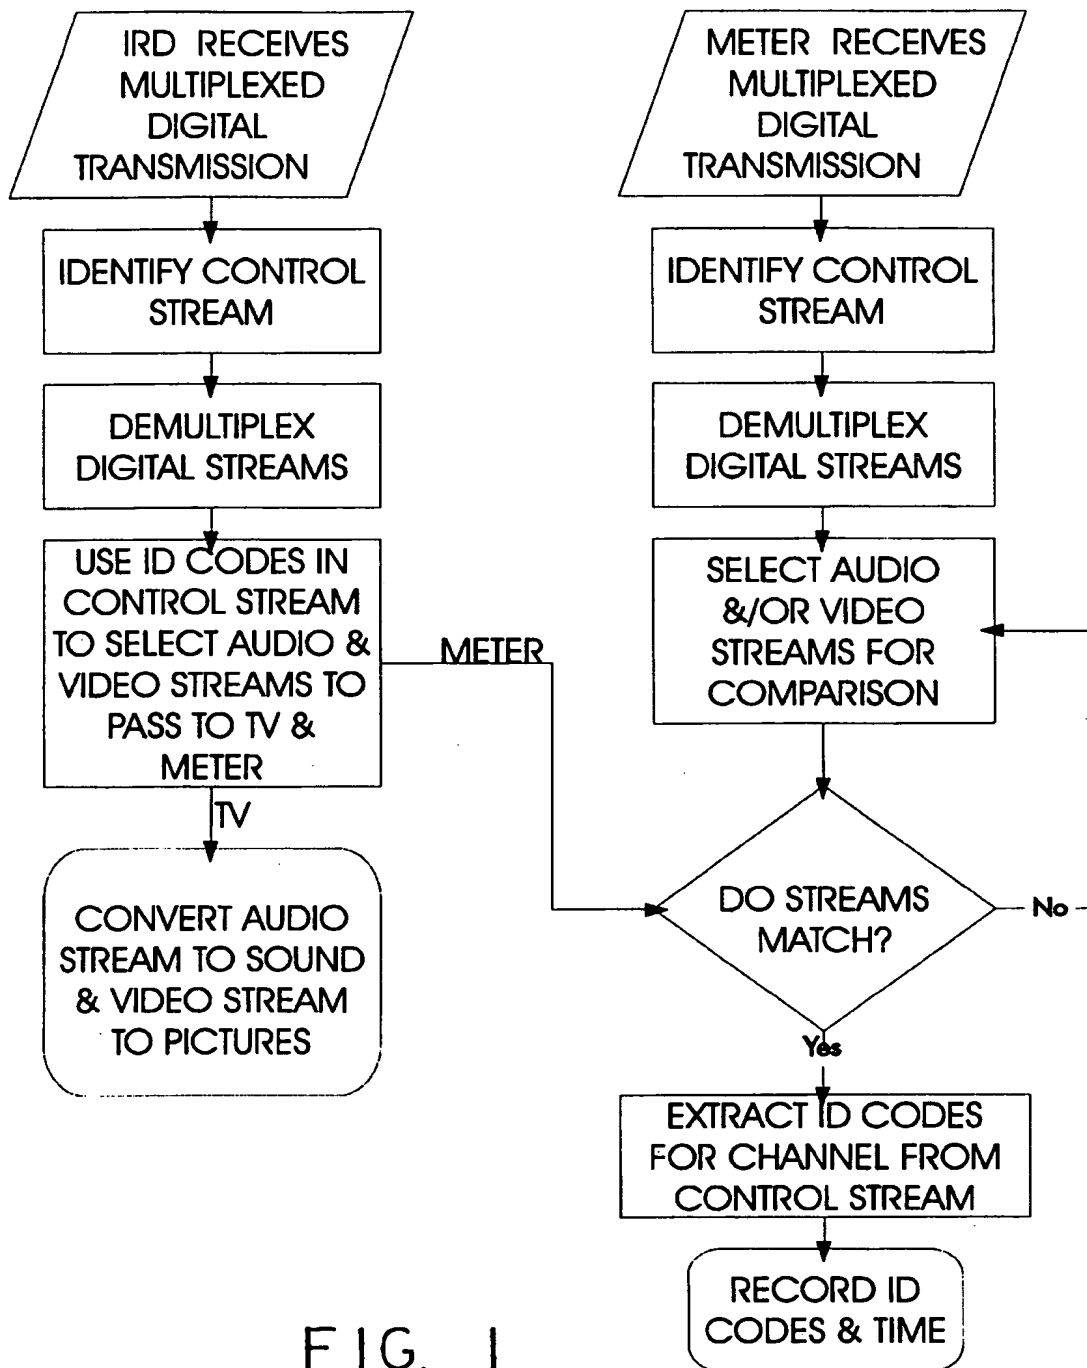 IRD RECEIVES
MULTIPLEXED
DIGITAL
TRANSMISSION
IDENTIFY CONTROL
STREAM
DEMULTIPLEX
DIGITAL STREAMS
USE ID CODES IN
CONTROL STREAM
TO SELECT AUDIO &
VIDEO STREAMS TO
PASS TO TV &
METER
METER
TV
CONVERT AUDIO
STREAM TO SOUND
& VIDEO STREAM
TO PICTURES
METER RECEIVES
MULTIPLEXED
DIGITAL
TRANSMISSION
IDENTIFY CONTROL
STREAM
DEMULTIPLEX
DIGITAL STREAMS
SELECT AUDIO
&/OR VIDEO
STREAMS FOR
COMPARISON
DO STREAMS
MATCH?
No
Yes
EXTRACT ID CODES
FOR CHANNEL FROM
CONTROL STREAM
RECORD ID
CODES & TIME
FIG. 1